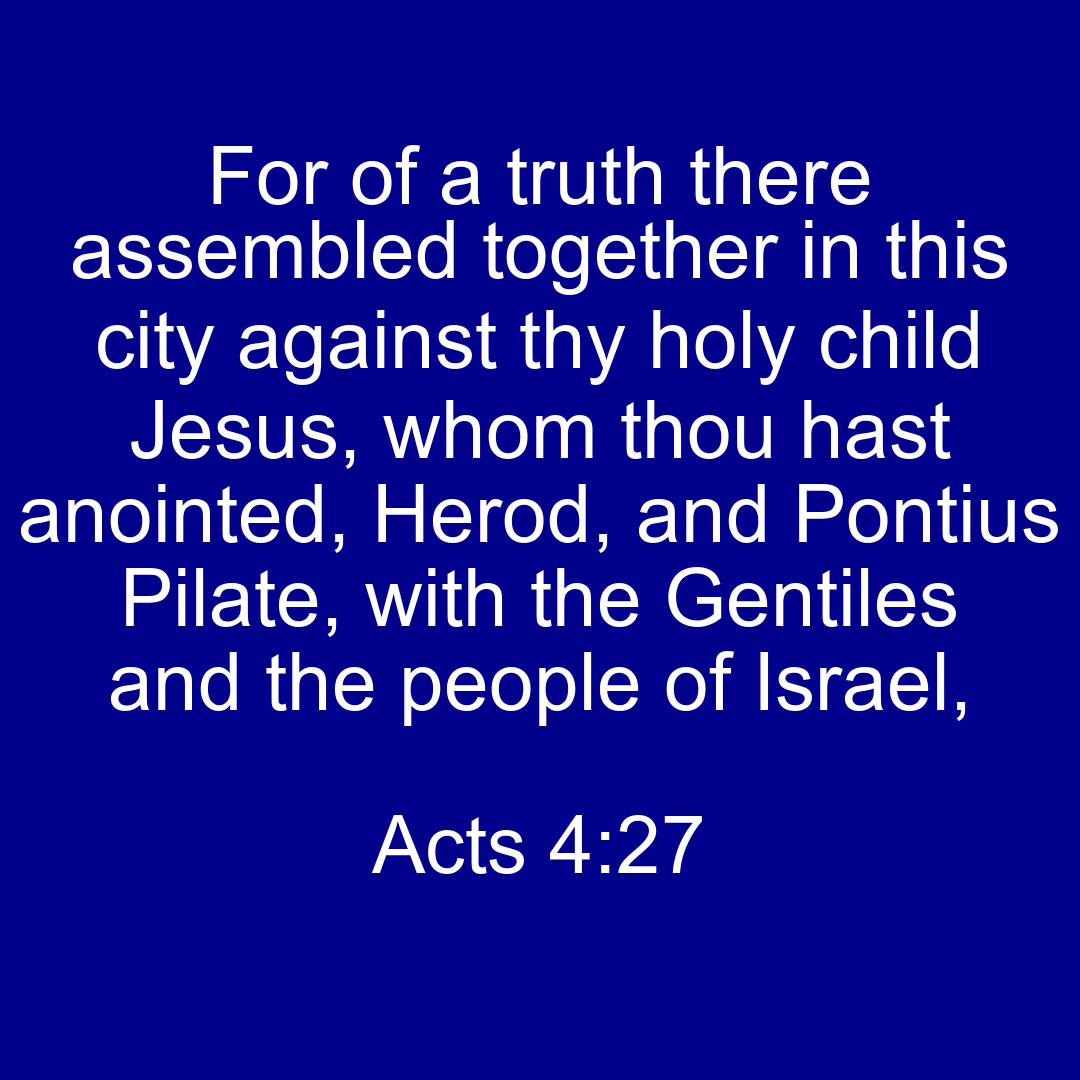 For of a truth there
assembled together in this
city against thy holy child
Jesus, whom thou hast
anointed, Herod, and Pontius
Pilate, with the Gentiles
and the people of Israel,
Acts 4:27